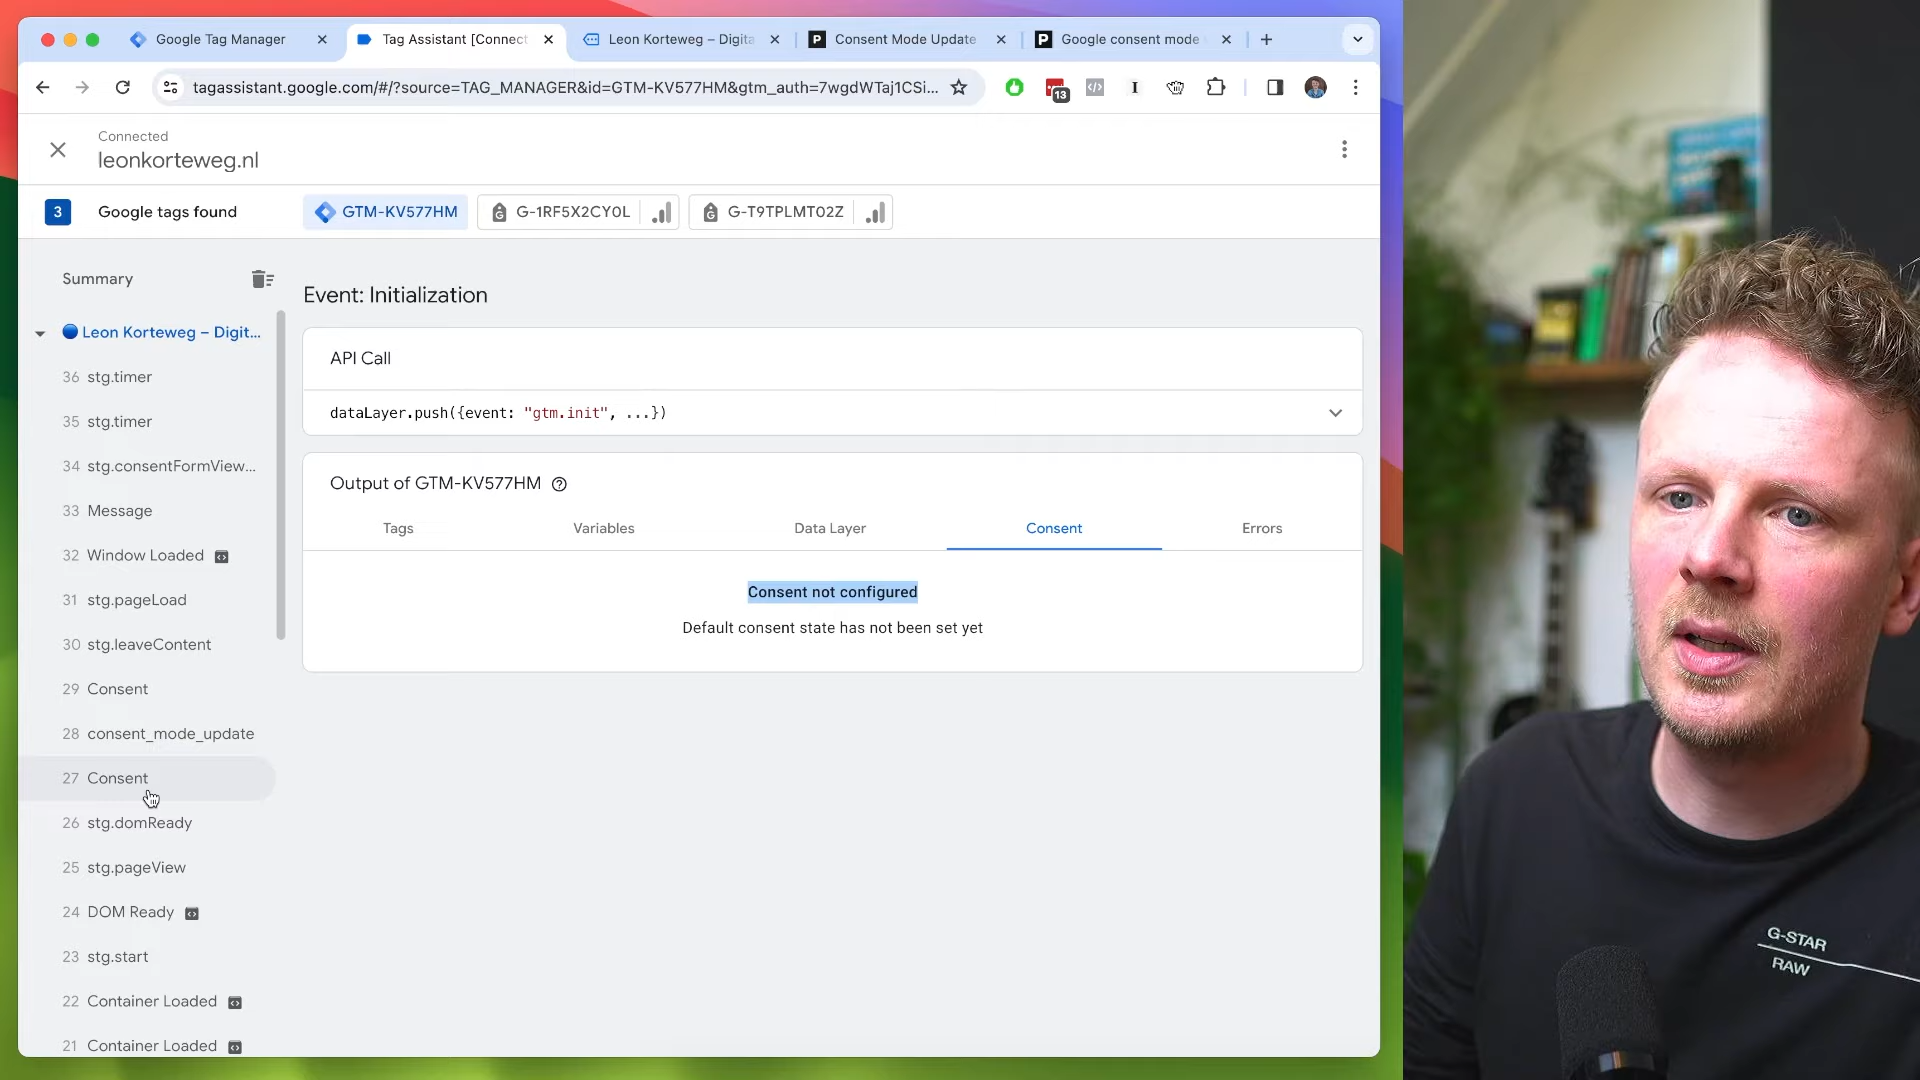 Google Tag Manager
Tag Assistant [Connect
Leon Korteweg – Digita
Consent Mode Update
Google consent mode
tagassistant.google.com/#/?source=TAG_MANAGER&id=GTM-KV577HM&gtm_auth=7wgdWTaj1CSi...
13
Connected
leonkorteweg.nl
3 Google tags found
GTM-KV577HM
G-1RF5X2CY0L
G-T9TPLMT02Z
Summary
Leon Korteweg – Digit...
36 stg.timer
35 stg.timer
34 stg.consentFormView...
33 Message
32 Window Loaded
31 stg.pageLoad
30 stg.leaveContent
29 Consent
28 consent_mode_update
27 Consent
26 stg.domReady
25 stg.pageView
24 DOM Ready
23 stg.start
22 Container Loaded
21 Container Loaded
Event: Initialization
API Call
dataLayer.push({event: "gtm.init", ...})
Output of GTM-KV577HM
Tags
Variables
Data Layer
Consent
Errors
Consent not configured
Default consent state has not been set yet
G-STAR
RAW